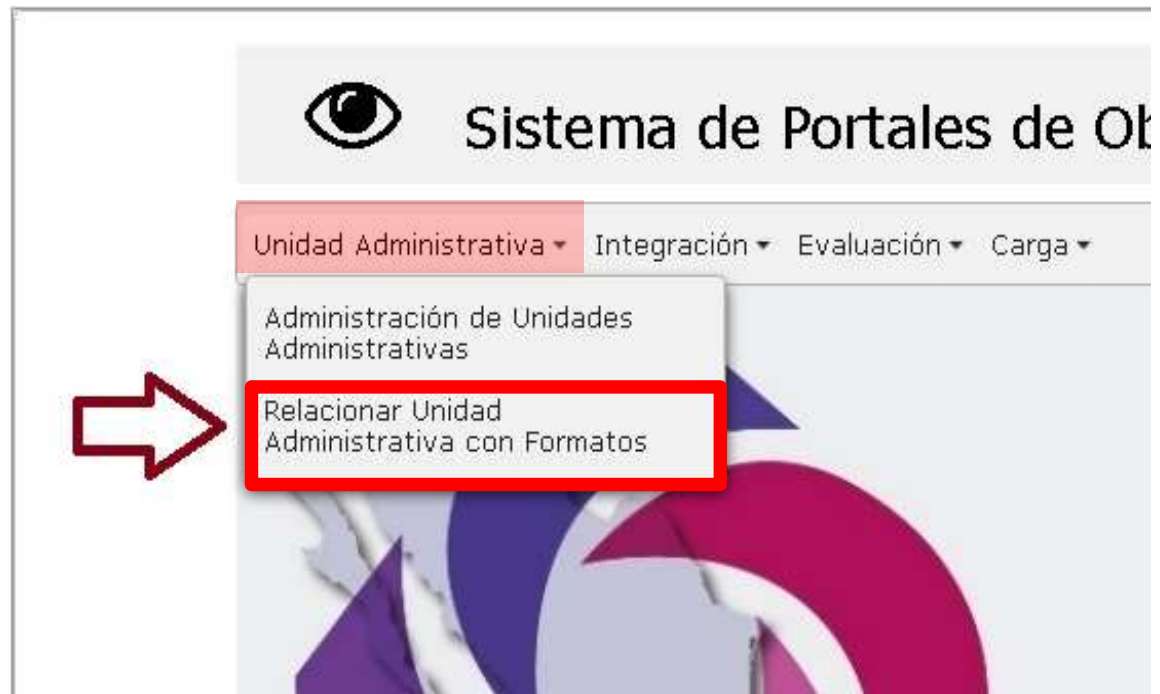 Sistema de Portales de Ob
Unidad Administrativa Integración Evaluación Carga
Administración de Unidades
Administrativas
Relacionar Unidad
Administrativa con Formatos